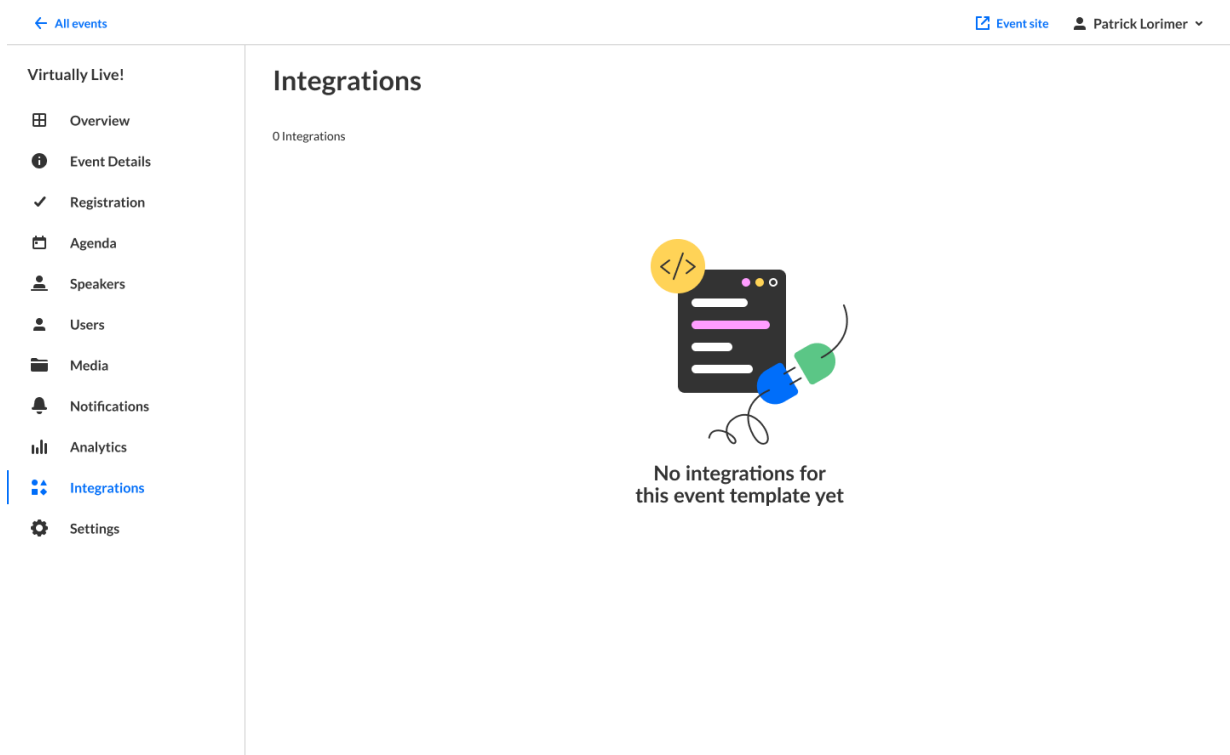 All events
Event site
Patrick Lorimer
Virtually Live!
Overview
Event Details
Registration
Agenda
Speakers
Users
Media
Notifications
Analytics
Integrations
Settings
Integrations
0 Integrations
</>
No integrations for
this event template yet